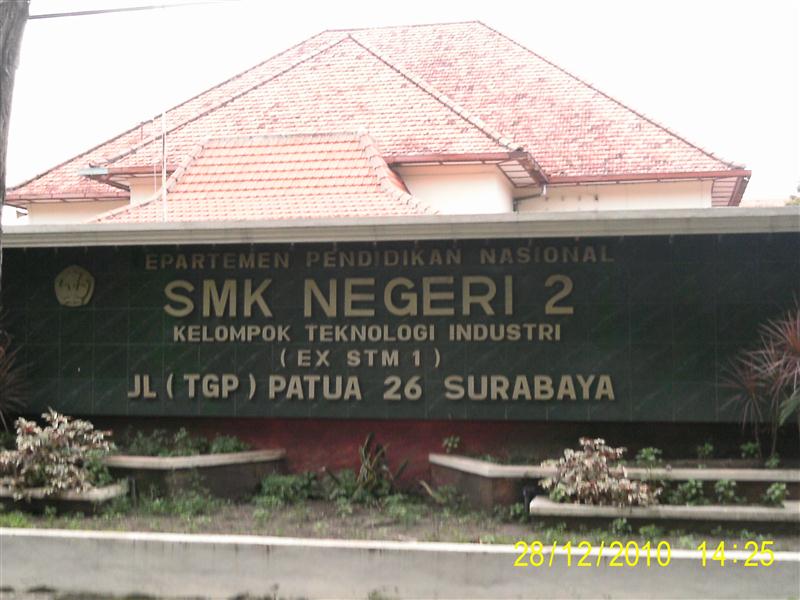 EPARTEMEN PENDIDIKAN NASIONAL
SMK NEGERI 2
KELOMPOK TEKNOLOGI INDUSTRI
( EX STM 1 )
JL ( TGP ) PATUA 26 SURABAYA
28/12/2010 14:25